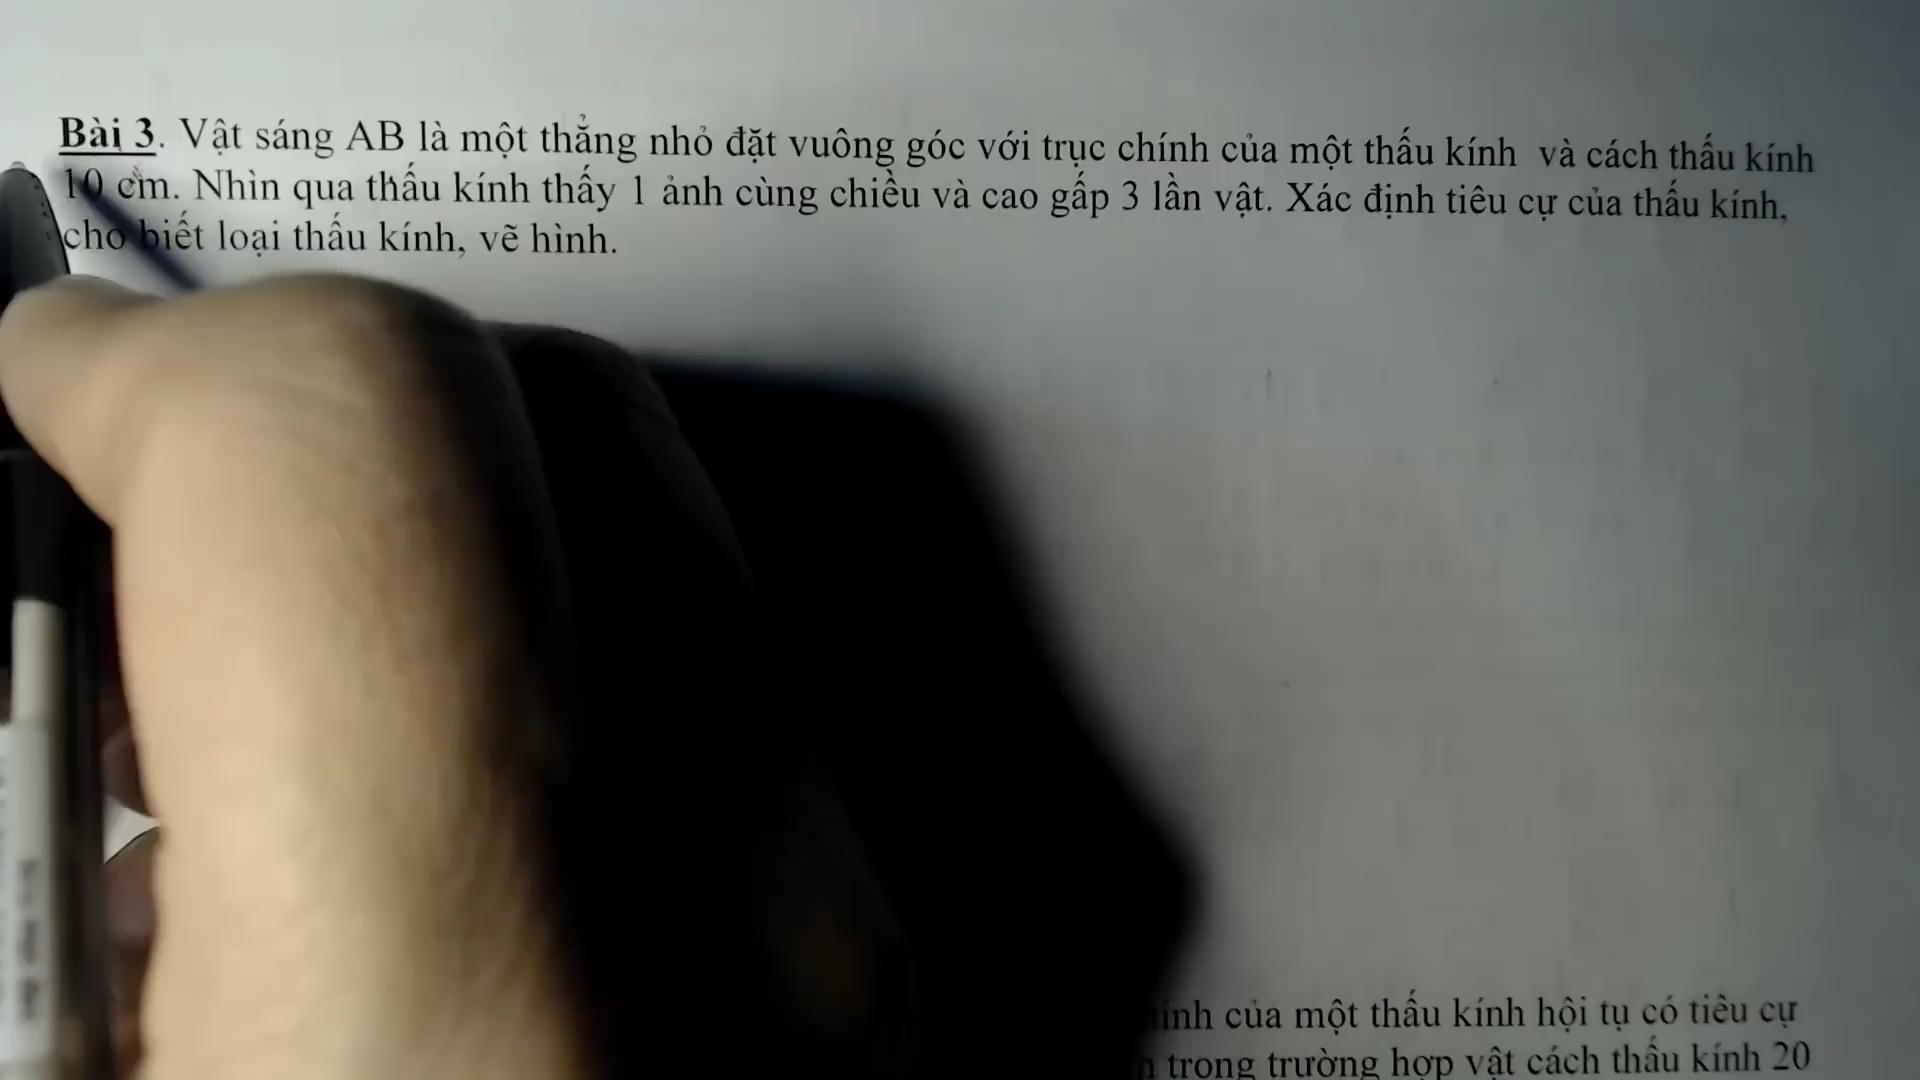 Bài 3. Vật sáng AB là một thẳng nhỏ đặt vuông góc với trục chính của một thấu kính và cách thấu kính
10 cm. Nhìn qua thấu kính thấy 1 ảnh cùng chiều và cao gấp 3 lần vật. Xác định tiêu cự của thấu kính,
cho biết loại thấu kính, vẽ hình.
của một thấu kính hội tụ có tiêu cự
trong trường hợp vật cách thấu kính 20